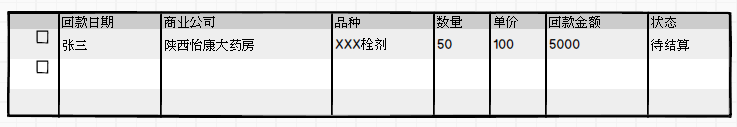 回款日期 商业公司 品种 数量 单价 回款金额 状态
张三 陕西怡康大药房 XXX栓剂 50 100 5000 待结算